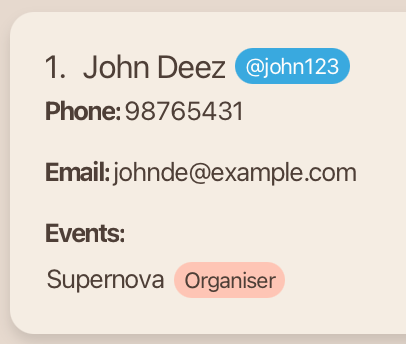 1. John Deez @john123
Phone: 98765431
Email: johnde@example.com
Events:
Supernova Organiser